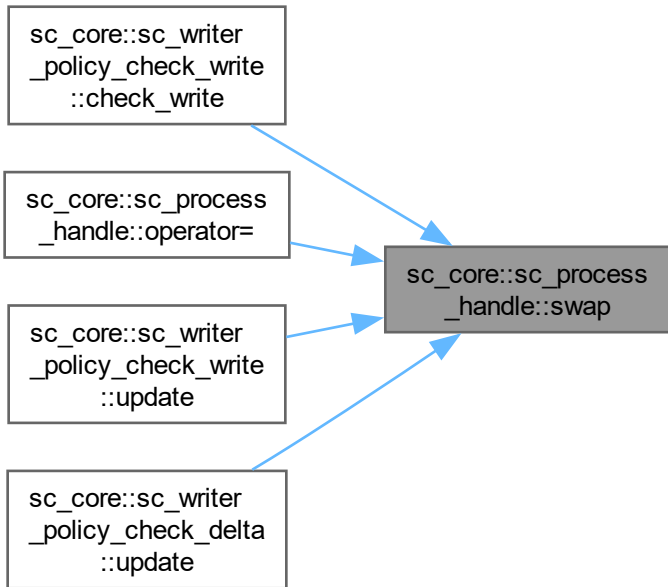 sc_core::sc_writer
_policy_check_write
::check_write
sc_core::sc_process
_handle::operator=
sc_core::sc_process
_handle::swap
sc_core::sc_writer
_policy_check_write
::update
sc_core::sc_writer
_policy_check_delta
::update